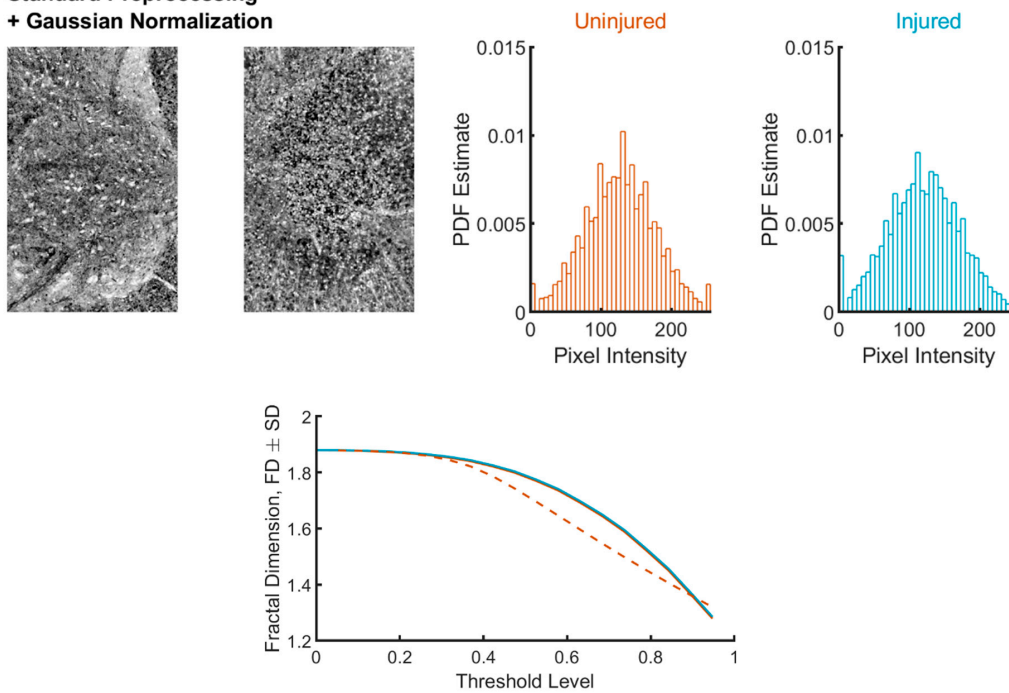 + Gaussian Normalization
Uninjured
Injured
0.015
0.01
0.005
0
PDF Estimate
0 100 200
Pixel Intensity
0.015
0.01
0.005
0
PDF Estimate
0 100 200
Pixel Intensity
2
1.8
1.6
1.4
1.2
Fractal Dimension, FD ± SD
0 0.2 0.4 0.6 0.8 1
Threshold Level